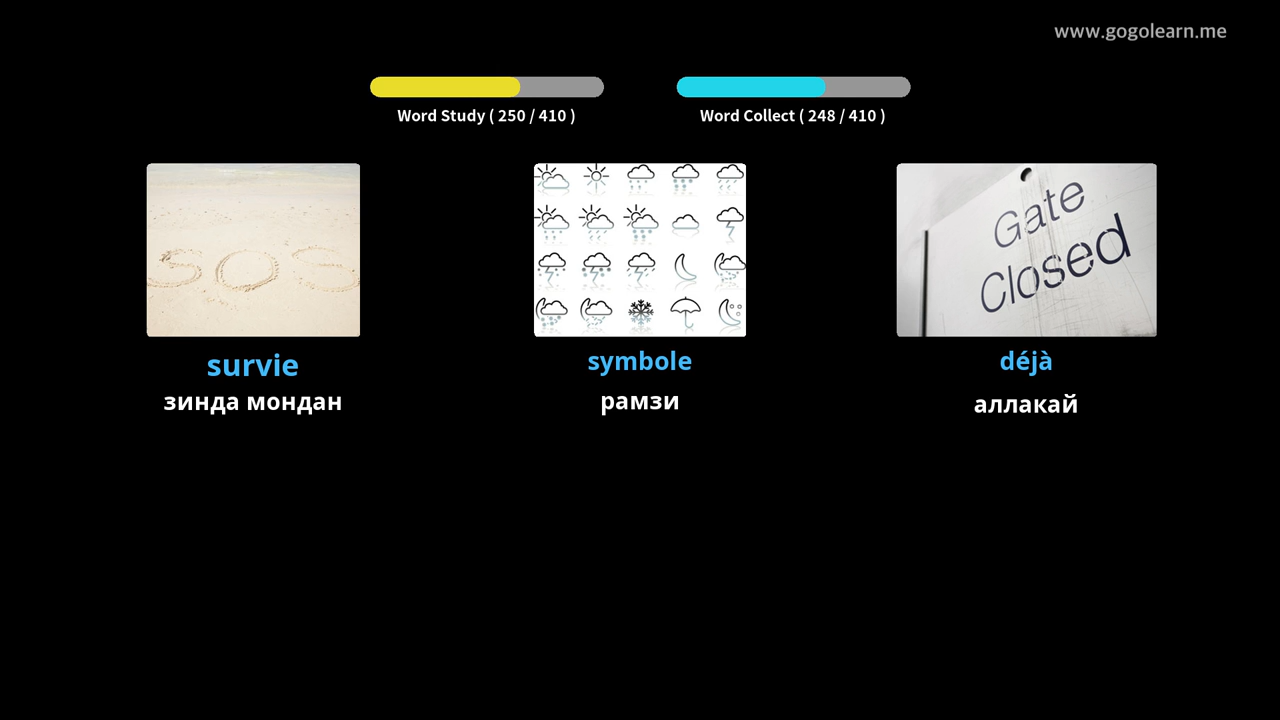 www.gogolearn.me
Word Study ( 250 / 410 )
Word Collect ( 248 / 410 )
SOS
Gate
Closed
survie
symbole
déjà
зинда мондан
рамзи
аллакай